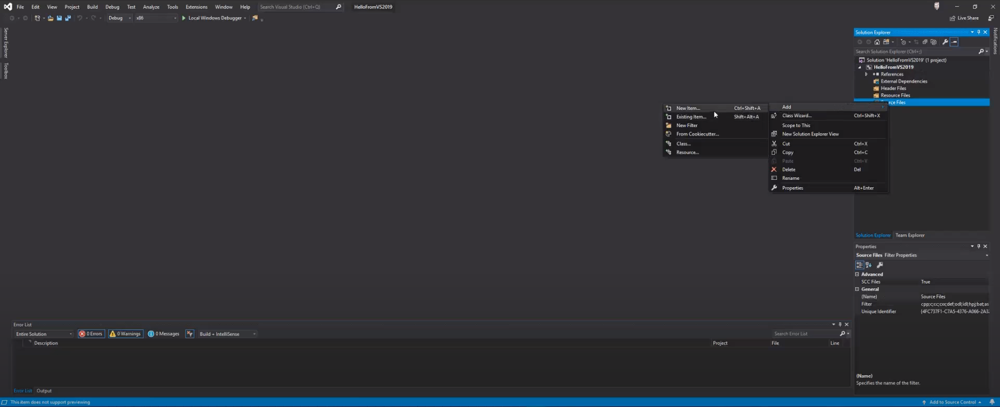 File Edit View Project Build Debug Test Analyze Tools Extensions Window Help Search Visual Studio (Ctrl+Q) HelloFromVS2019
Debug x86 Local Windows Debugger Live Share
Server Explorer
Toolbox
Notifications
Solution Explorer
Search Solution Explorer (Ctrl+;)
Solution 'HelloFromVS2019' (1 project)
HelloFromVS2019
References
External Dependencies
Header Files
Resource Files
Source Files
New Item... Ctrl+Shift+A
Existing Item... Shift+Alt+A
New Filter
From Cookiecutter...
Class...
Resource...
Add
Class Wizard... Ctrl+Shift+X
Scope to This
New Solution Explorer View
Cut Ctrl+X
Copy Ctrl+C
Paste Ctrl+V
Delete Del
Rename
Properties Alt+Enter
Solution Explorer Team Explorer
Properties
Source Files Filter Properties
Advanced
SCC Files True
General
(Name) Source Files
Filter cpp;c;cc;cxx;def;odl;idl;hpj;bat;as
Unique Identifier {4FC737F1-C7A5-4376-A066-2A32
(Name)
Specifies the name of the filter.
Error List
Entire Solution 0 Errors 0 Warnings 0 Messages Build + IntelliSense Search Error List
Description Project File Line
Error List Output
This item does not support previewing Add to Source Control